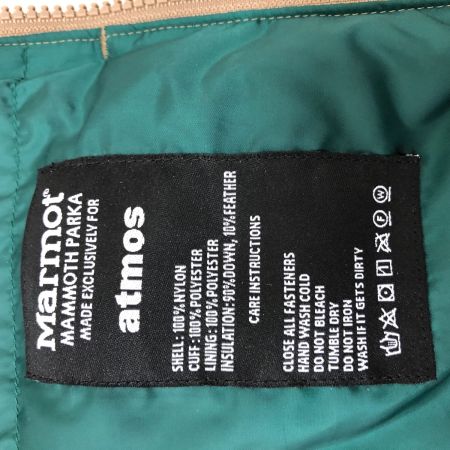 Marmot®
MAMMOTH PARKA
MADE EXCLUSIVELY FOR
atmos
SHELL: 100% NYLON
CUFF: 100% POLYESTER
LINING: 100% POLYESTER
INSULATION: 90% DOWN, 10% FEATHER
CARE INSTRUCTIONS
CLOSE ALL FASTENERS
HAND WASH COLD
DO NOT BLEACH
TUMBLE DRY
DO NOT IRON
WASH IF IT GETS DIRTY
F W